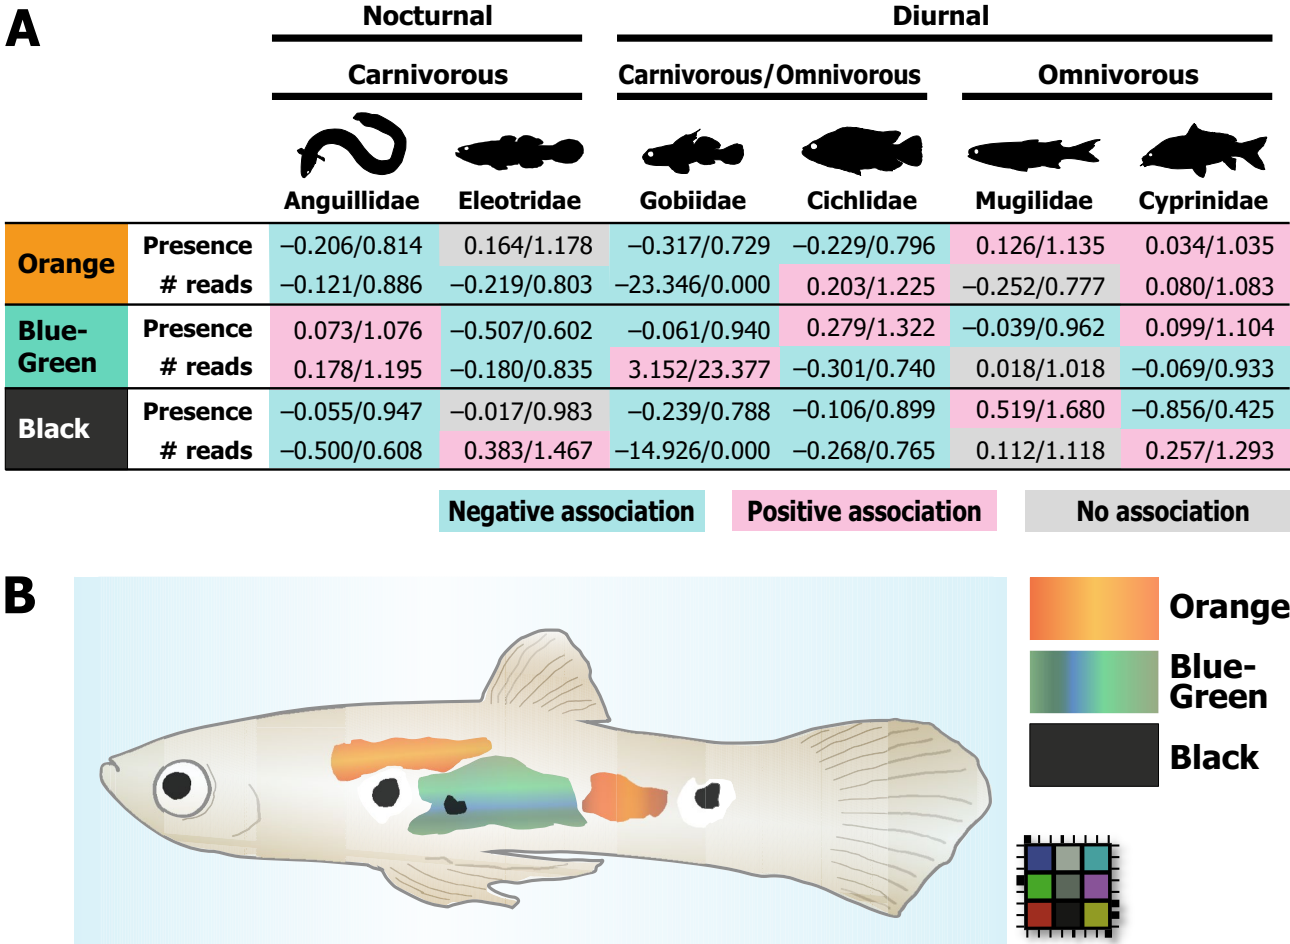 A
Nocturnal Diurnal
Carnivorous Carnivorous/Omnivorous Omnivorous
Anguillidae Eleotridae Gobiidae Cichlidae Mugilidae Cyprinidae
Orange
Presence –0.206/0.814 0.164/1.178 –0.317/0.729 –0.229/0.796 0.126/1.135 0.034/1.035
# reads –0.121/0.886 –0.219/0.803 –23.346/0.000 0.203/1.225 –0.252/0.777 0.080/1.083
Blue-
Green
Presence 0.073/1.076 –0.507/0.602 –0.061/0.940 0.279/1.322 –0.039/0.962 0.099/1.104
# reads 0.178/1.195 –0.180/0.835 3.152/23.377 –0.301/0.740 0.018/1.018 –0.069/0.933
Black
Presence –0.055/0.947 –0.017/0.983 –0.239/0.788 –0.106/0.899 0.519/1.680 –0.856/0.425
# reads –0.500/0.608 0.383/1.467 –14.926/0.000 –0.268/0.765 0.112/1.118 0.257/1.293
Negative association Positive association No association
B
Orange
Blue-
Green
Black